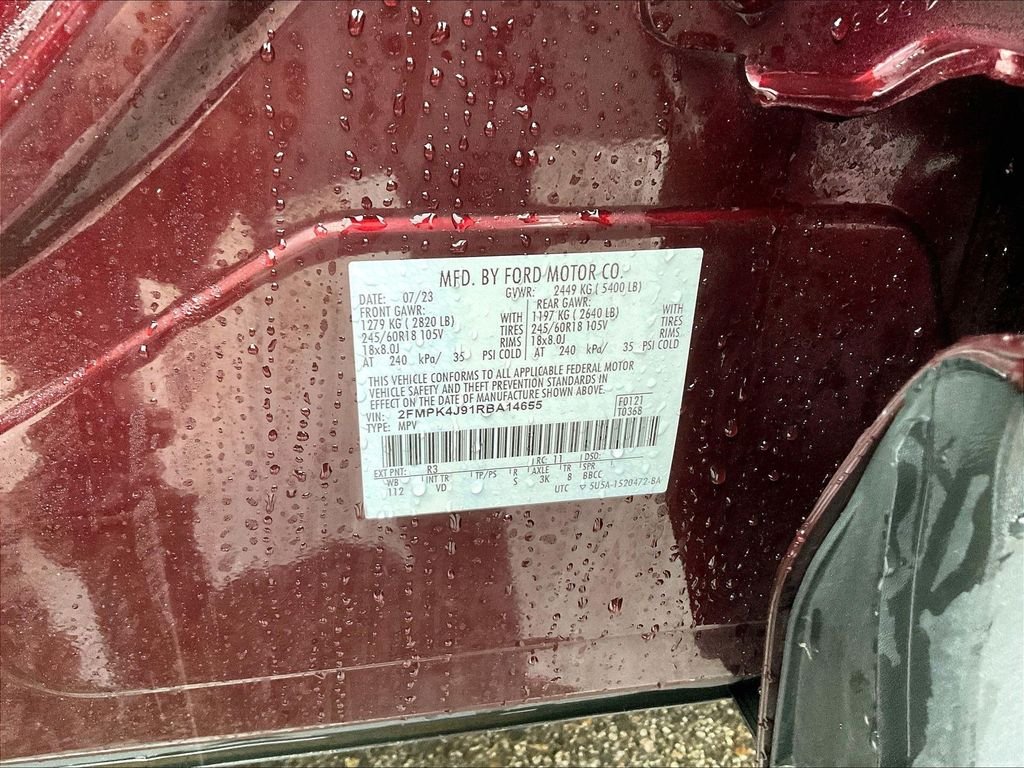 MFD. BY FORD MOTOR CO.
DATE: 07/23 GVWR: 2449 KG (5400 LB)
FRONT GAWR: REAR GAWR:
1279 KG (2820 LB) WITH 1197 KG (2640 LB) WITH
245/60R18 105V TIRES 245/60R18 105V TIRES
18x8.0J RIMS 18x8.0J RIMS
AT 240 kPa/ 35 PSI COLD AT 240 kPa/ 35 PSI COLD
THIS VEHICLE CONFORMS TO ALL APPLICABLE FEDERAL MOTOR
VEHICLE SAFETY AND THEFT PREVENTION STANDARDS IN
EFFECT ON THE DATE OF MANUFACTURE SHOWN ABOVE.
VIN: 2FMPK4J91RBA14655 F0121
TYPE: MPV T0368
EXT PNT: R3 RC: 11 DSO:
WB INT TR TP/PS R AXLE TR SPR
112 VD S 3K 8 BBCC
UTC 5U5A-1520472-BA